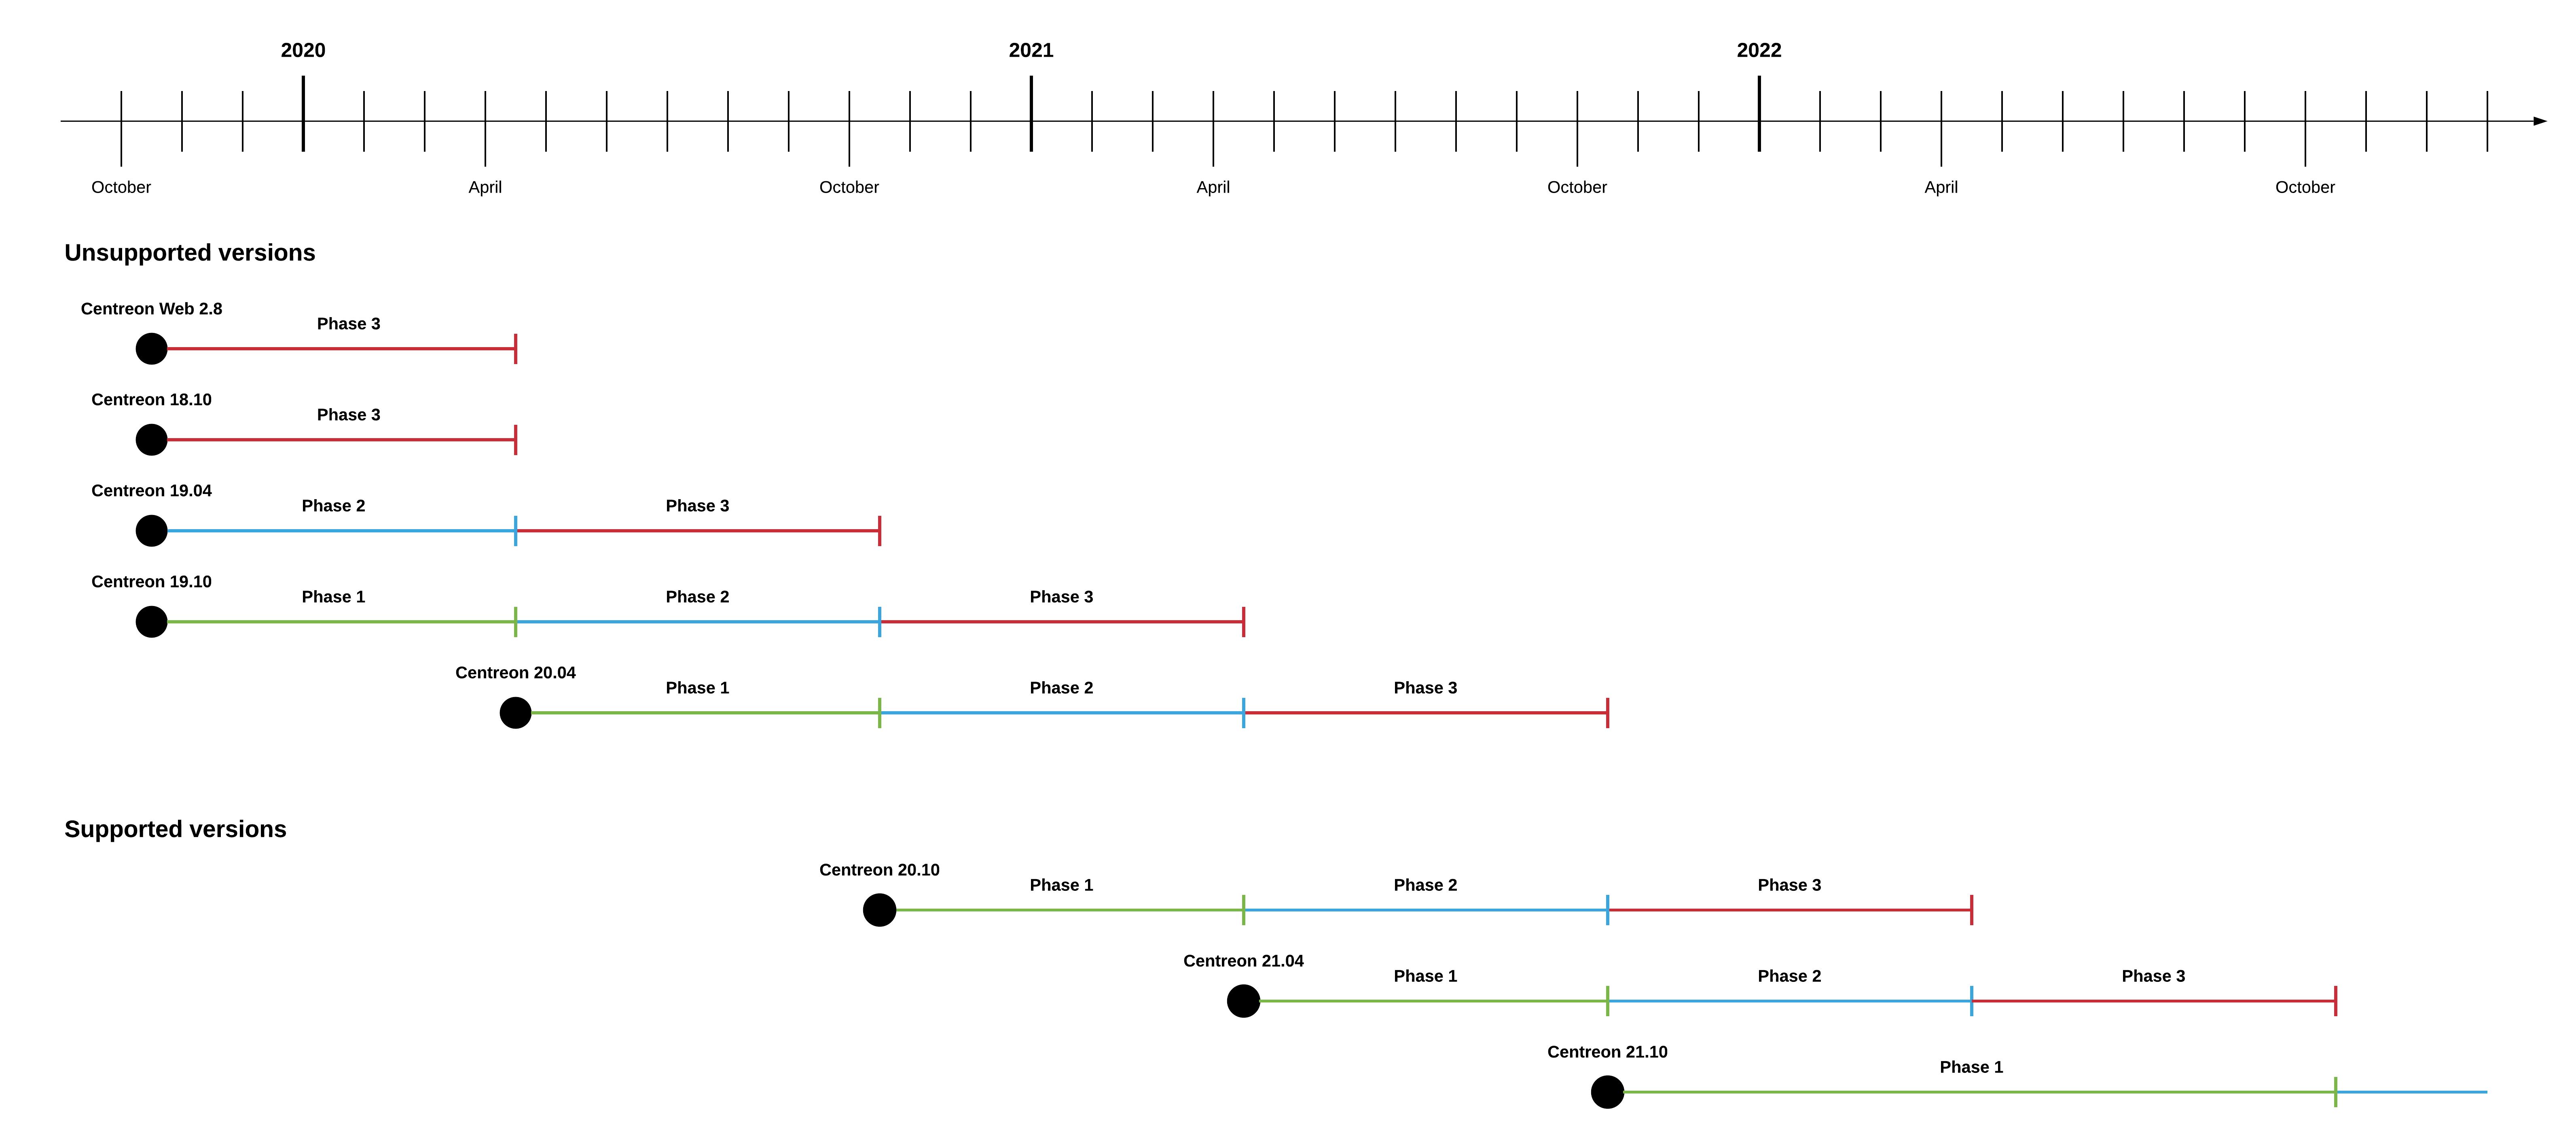 2020 2021 2022
October April October April October April October
Unsupported versions
Centreon Web 2.8
Phase 3
Centreon 18.10
Phase 3
Centreon 19.04
Phase 2 Phase 3
Centreon 19.10
Phase 1 Phase 2 Phase 3
Centreon 20.04
Phase 1 Phase 2 Phase 3
Supported versions
Centreon 20.10
Phase 1 Phase 2 Phase 3
Centreon 21.04
Phase 1 Phase 2 Phase 3
Centreon 21.10
Phase 1